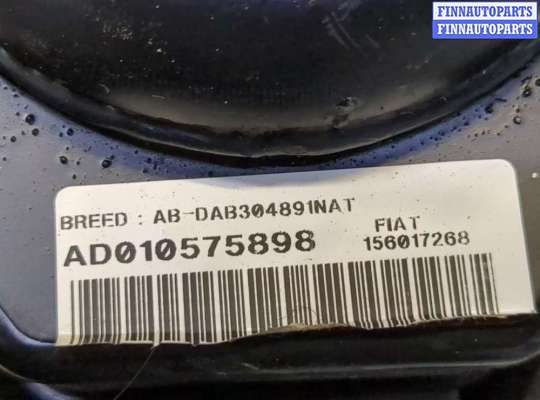 FINNAUTOPARTS
FINNAUTOPARTS
BREED : AB-DAB304891NAT
AD010575898
FIAT
156017268